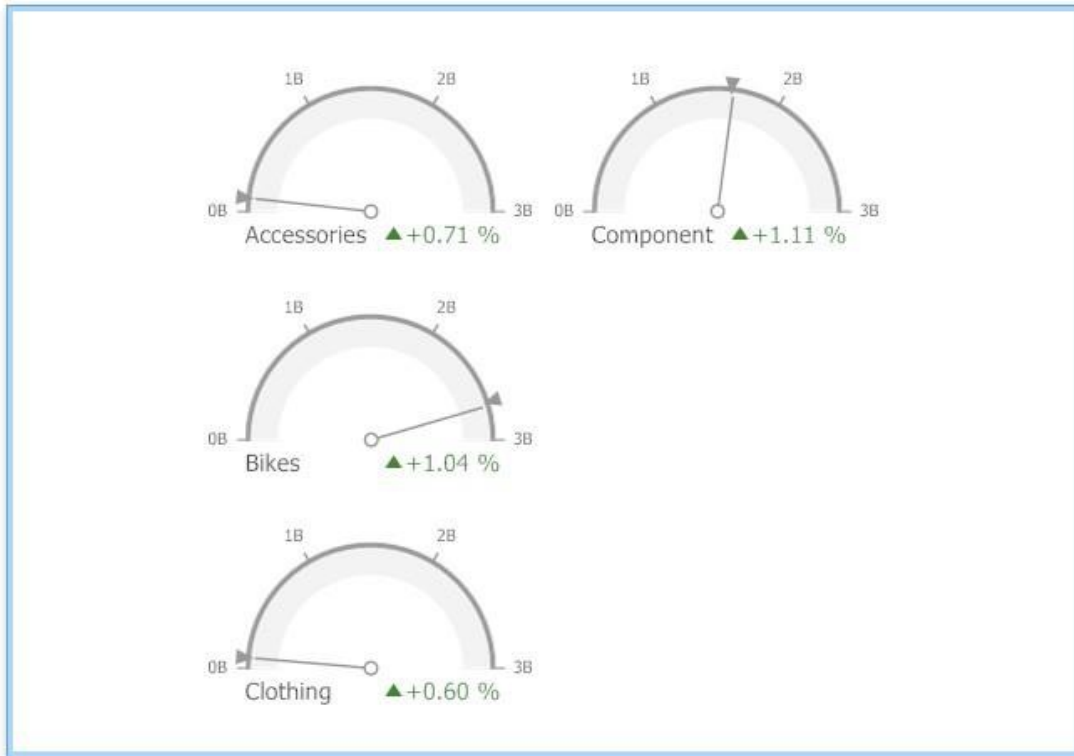 1B 2B
0B 3B
Accessories ▲+0.71 %
1B 2B
0B 3B
Component ▲+1.11 %
1B 2B
0B 3B
Bikes ▲+1.04 %
1B 2B
0B 3B
Clothing ▲+0.60 %